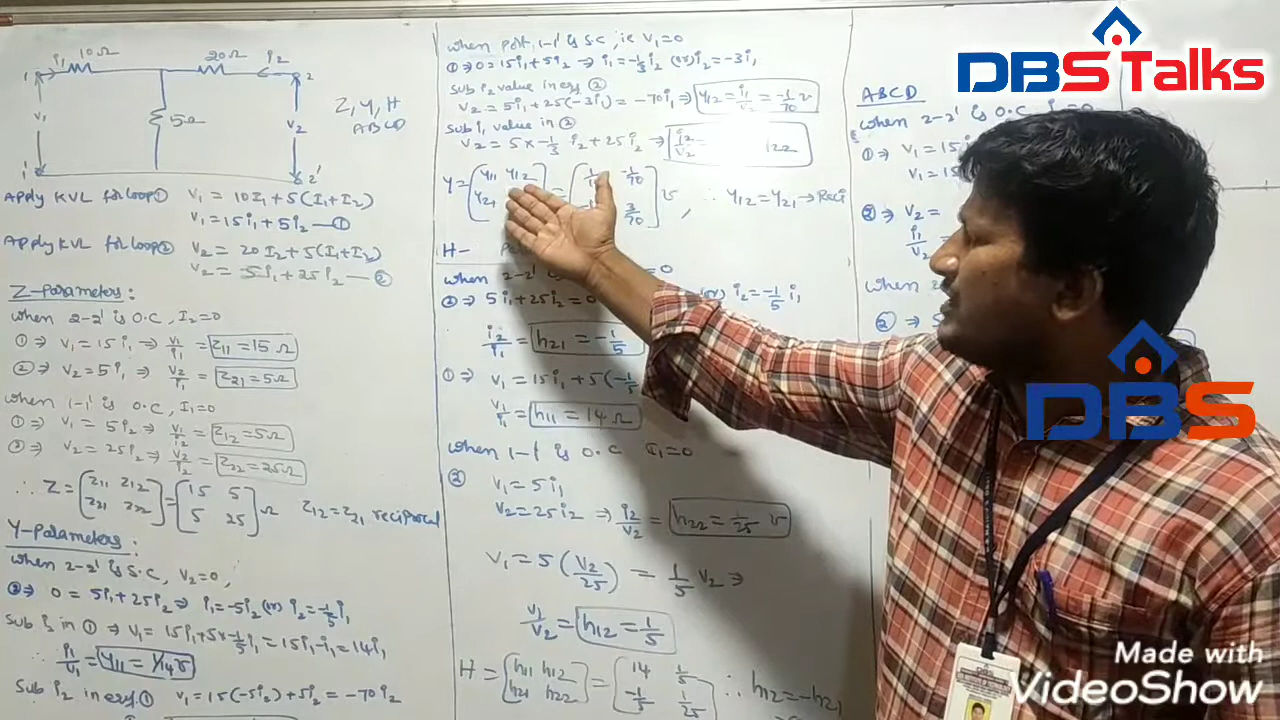 10Ω 20Ω
1 i1 i2 2
5Ω
V1 V2
Z, Y, H
ABCD
1' 2'
Apply KVL for loop① V1 = 10I1+5(I1+I2)
V1=15i1+5i2 —①
Apply KVL for loop② V2 = 20I2+5(I1+I2)
V2 = 5i1+25i2 —②
Z-parameters:
When 2-2' is O.C, I2=0
①⇒ V1=15i1 ⇒ V1/i1 = Z11=15Ω
②⇒ V2=5i1 ⇒ V2/i1 = Z21=5Ω
When 1-1' is O.C, I1=0
①⇒ V1=5i2 ⇒ V1/i2 = Z12=5Ω
②⇒ V2=25i2 ⇒ V2/i2 = Z22=25Ω
∴ Z = [Z11 Z12 = [15 5
Z21 Z22] 5 25] Ω Z12=Z21 reciprocal
Y-Parameters:
When 2-2' is S.C, V2=0,
②⇒ 0=5i1+25i2 ⇒ i1=-5i2 (or) i2=-1/5 i1
Sub i2 in ① ⇒ V1=15i1+5×-1/5 i1=15i1-i1=14i1
∴ i1/V1 = Y11=1/14 ℧
Sub i2 in eq.① V1=15(-5i2)+5i2=-70i2
When port 1-1' is S.C, ie V1=0
①⇒0=15i1+5i2 ⇒ i1=-1/3 i2 (or) i2=-3i1
Sub i2 value in eq ②
V2=5i1+25(-3i1)=-70i1 ⇒ Y12=i1/V2=-1/70 ℧
Sub i1 value in ②
V2=5×-1/3 i2+25i2 ⇒ i2/V2=
Y=[Y11 Y12 = -1/70
Y21 3/70] ℧, ∴ Y12=Y21→Reci
H-
When 2-2' =0
②⇒ 5i1+25i2=0 (or) i2=-1/5 i1
i2/i1 = h21=-1/5
①⇒ V1=15i1+5(-1/5
V1/i1 = h11=14Ω
When 1-1' is O.C I1=0
② V1=5i1
V2=25i2 ⇒ i2/V2 = h22=1/25 ℧
V1=5(V2/25) = 1/5 V2 ⇒
V1/V2 = h12=1/5
H = [h11 h12 = [14 1/5
h21 h22] -1/5 1/25] ∴ h12=-h21
ABCD
When 2-2' is O.C
①⇒ V1=15i
V1=15
②⇒ V2=
i1/V2 =
When
②⇒ 5
DBS Talks
DBS
DBS
Made with
VideoShow